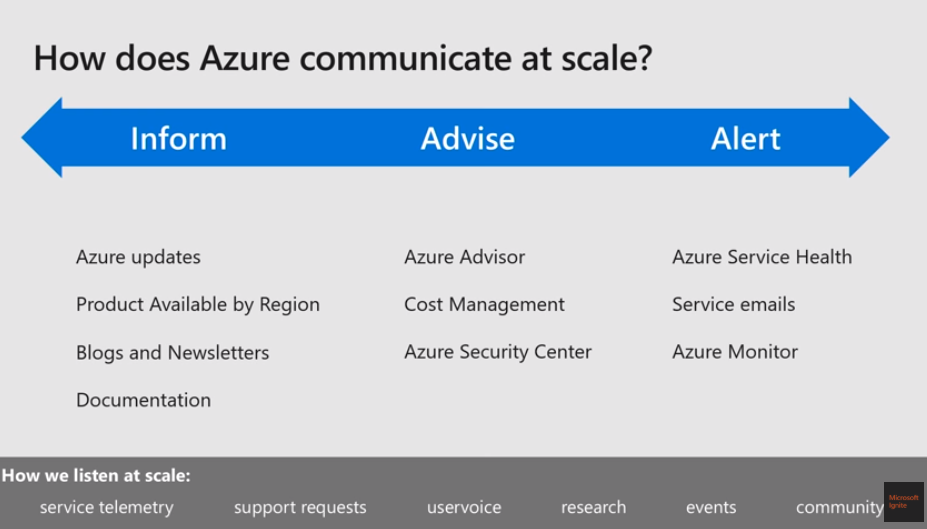 How does Azure communicate at scale?
Inform Advise Alert
Azure updates
Product Available by Region
Blogs and Newsletters
Documentation
Azure Advisor
Cost Management
Azure Security Center
Azure Service Health
Service emails
Azure Monitor
How we listen at scale:
service telemetry support requests uservoice research events community
Microsoft
Ignite